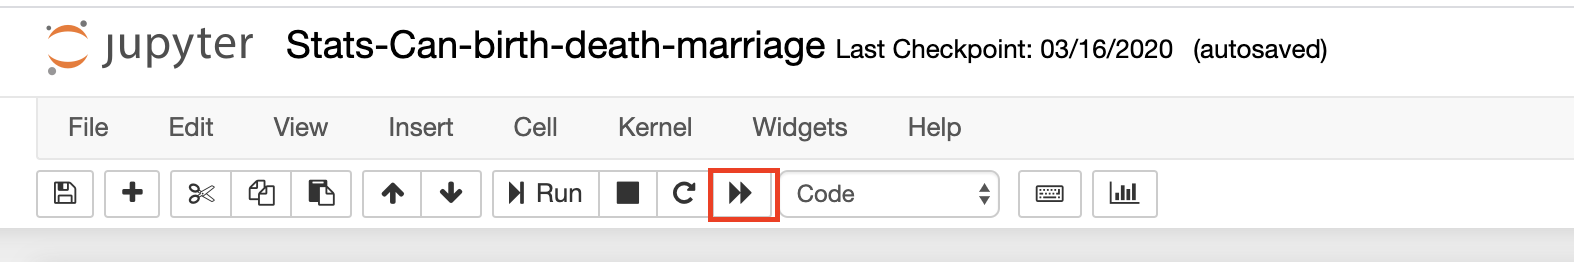 jupyter Stats-Can-birth-death-marriage Last Checkpoint: 03/16/2020 (autosaved)
File Edit View Insert Cell Kernel Widgets Help
Run Code